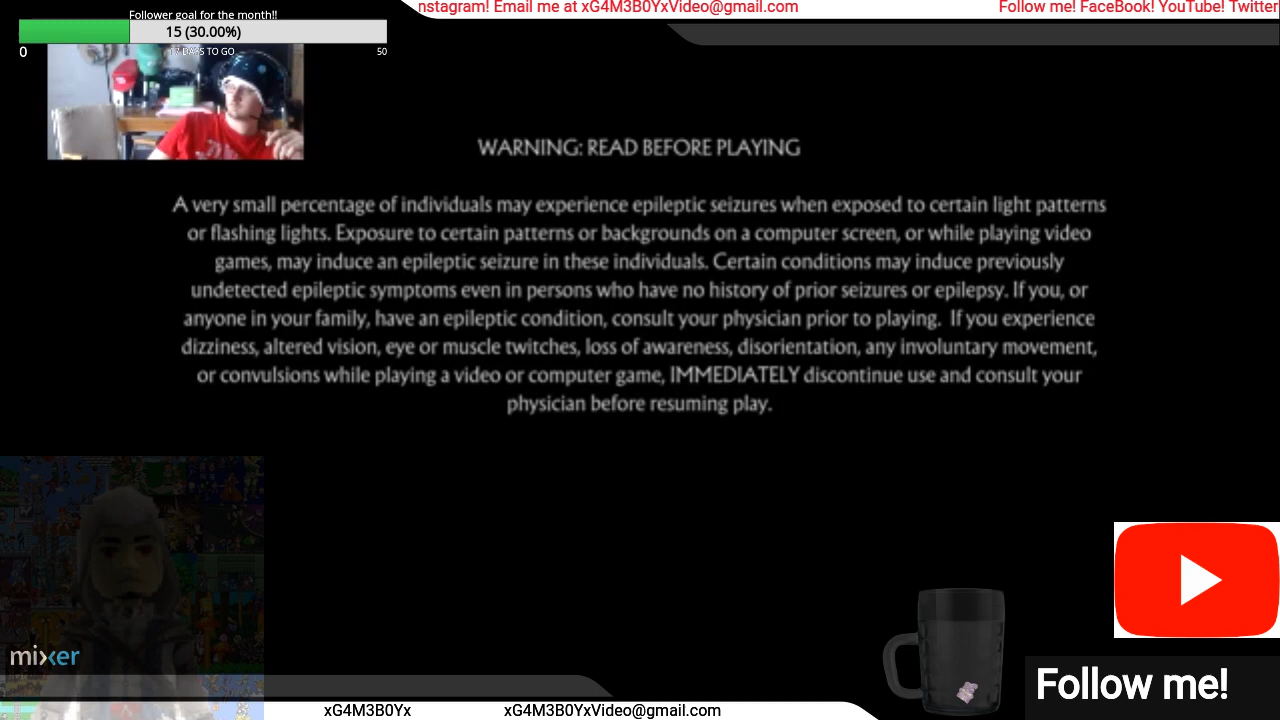 nstagram! Email me at xG4M3B0YxVideo@gmail.com
Follow me! FaceBook! YouTube! Twitter
Follower goal for the month!!
15 (30.00%)
17 DAYS TO GO
0
50
WARNING: READ BEFORE PLAYING
A very small percentage of individuals may experience epileptic seizures when exposed to certain light patterns
or flashing lights. Exposure to certain patterns or backgrounds on a computer screen, or while playing video
games, may induce an epileptic seizure in these individuals. Certain conditions may induce previously
undetected epileptic symptoms even in persons who have no history of prior seizures or epilepsy. If you, or
anyone in your family, have an epileptic condition, consult your physician prior to playing. If you experience
dizziness, altered vision, eye or muscle twitches, loss of awareness, disorientation, any involuntary movement,
or convulsions while playing a video or computer game, IMMEDIATELY discontinue use and consult your
physician before resuming play.
mixer
Follow me!
xG4M3B0Yx
xG4M3B0YxVideo@gmail.com